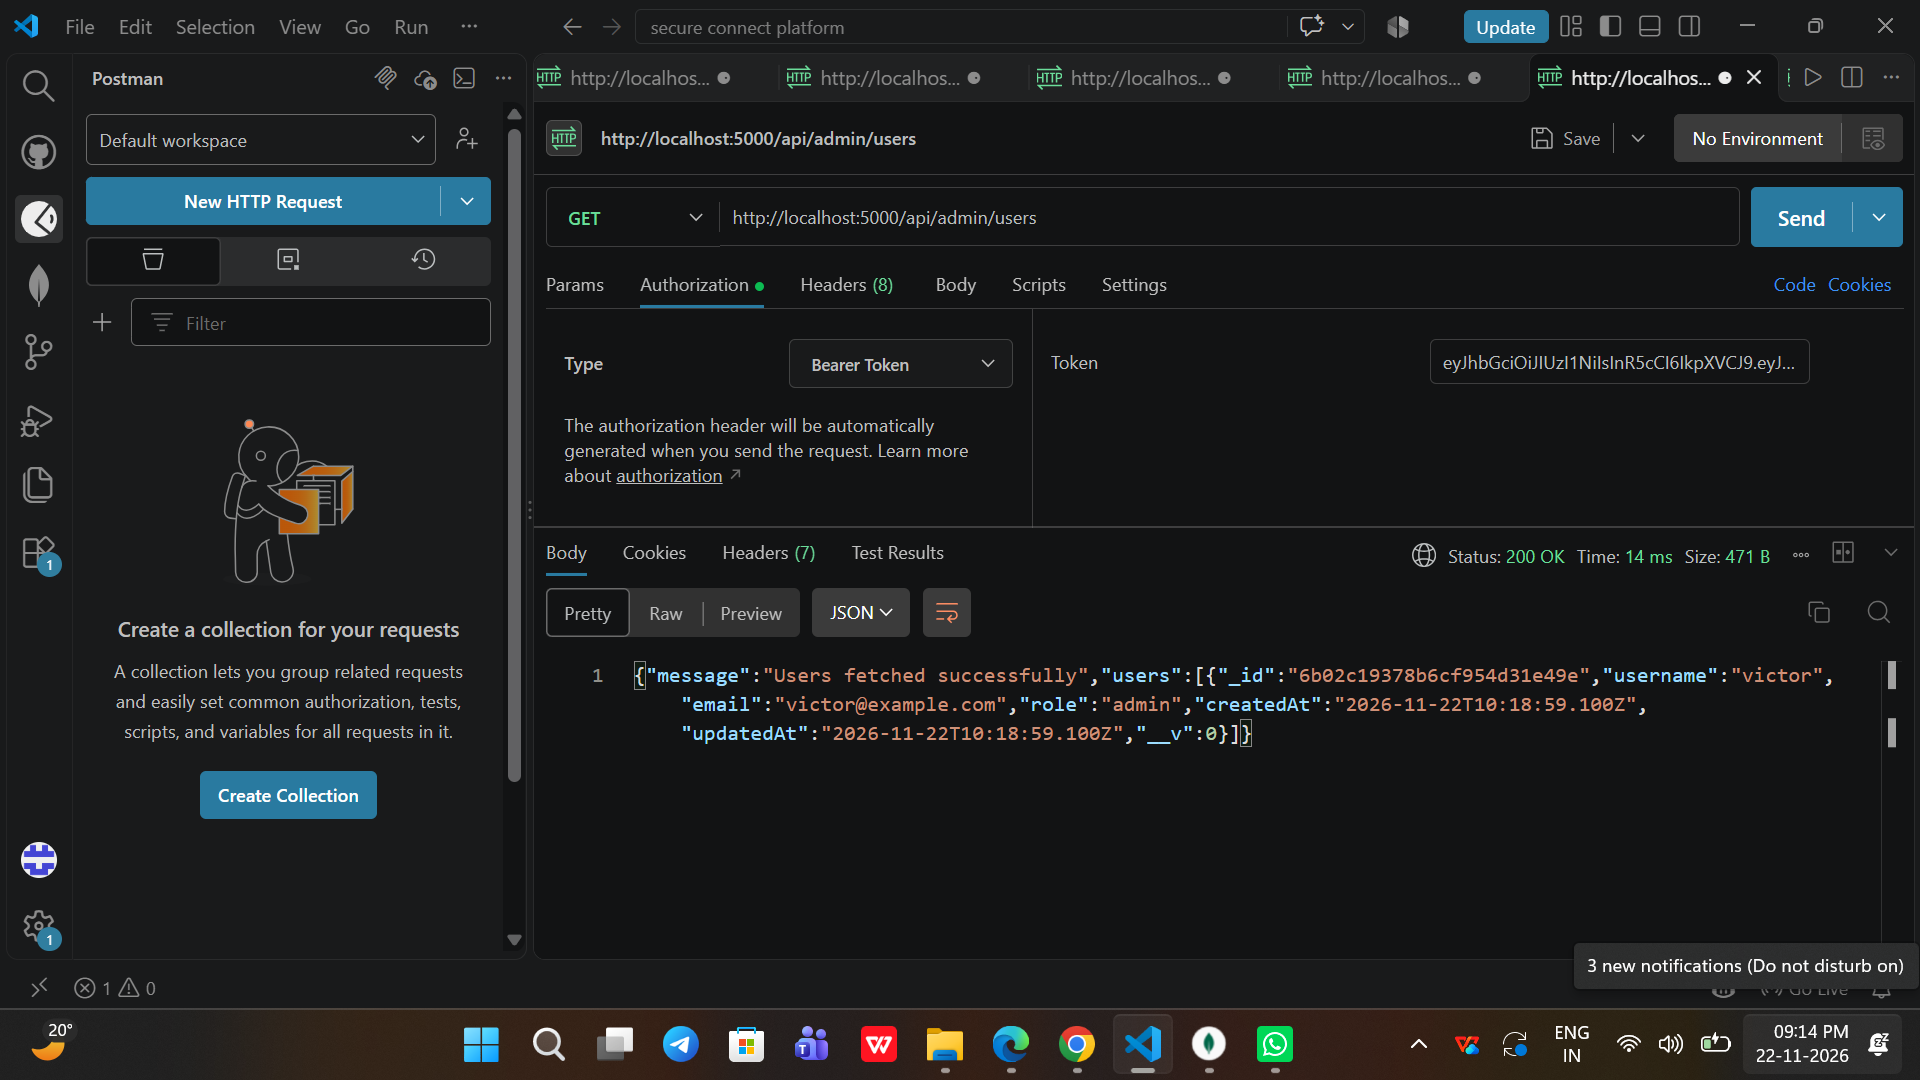 File Edit Selection View Go Run ···
secure connect platform
Update
Postman
http://localhos...
http://localhos...
http://localhos...
http://localhos...
http://localhos...
Default workspace
HTTP http://localhost:5000/api/admin/users
Save
No Environment
New HTTP Request
GET http://localhost:5000/api/admin/users
Send
Params Authorization Headers (8) Body Scripts Settings
Code Cookies
Filter
Type Bearer Token
Token eyJhbGciOiJIUzI1NiIsInR5cCI6IkpXVCJ9.eyJ...
The authorization header will be automatically
generated when you send the request. Learn more
about authorization
Body Cookies Headers (7) Test Results
Status: 200 OK Time: 14 ms Size: 471 B
Pretty Raw Preview JSON
1 {"message":"Users fetched successfully","users":[{"_id":"6b02c19378b6cf954d31e49e","username":"victor",
"email":"victor@example.com","role":"admin","createdAt":"2026-11-22T10:18:59.100Z",
"updatedAt":"2026-11-22T10:18:59.100Z","__v":0}]}
1
Create a collection for your requests
A collection lets you group related requests
and easily set common authorization, tests,
scripts, and variables for all requests in it.
Create Collection
1
3 new notifications (Do not disturb on)
1 0
Go Live
20°
ENG
IN
09:14 PM
22-11-2026